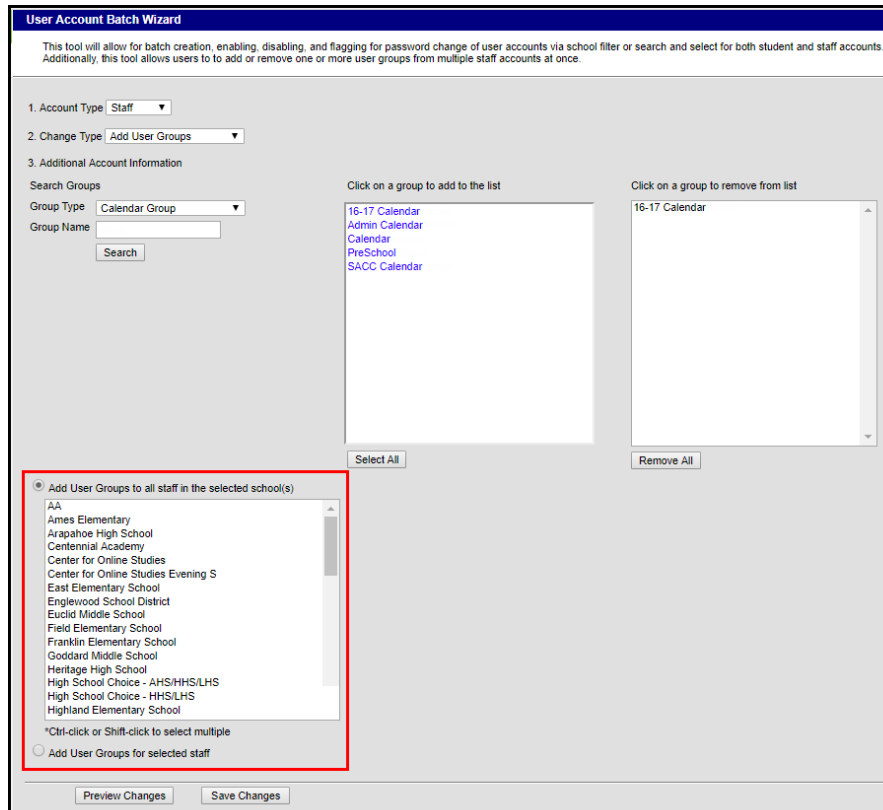 User Account Batch Wizard
This tool will allow for batch creation, enabling, disabling, and flagging for password change of user accounts via school filter or search and select for both student and staff accounts.
Additionally, this tool allows users to to add or remove one or more user groups from multiple staff accounts at once.
1. Account Type Staff
2. Change Type Add User Groups
3. Additional Account Information
Search Groups
Group Type Calendar Group
Group Name
Search
Click on a group to add to the list
16-17 Calendar
Admin Calendar
Calendar
PreSchool
SACC Calendar
Select All
Click on a group to remove from list
16-17 Calendar
Remove All
Add User Groups to all staff in the selected school(s)
AA
Ames Elementary
Arapahoe High School
Centennial Academy
Center for Online Studies
Center for Online Studies Evening S
East Elementary School
Englewood School District
Euclid Middle School
Field Elementary School
Franklin Elementary School
Goddard Middle School
Heritage High School
High School Choice - AHS/HHS/LHS
High School Choice - HHS/LHS
Highland Elementary School
*Ctrl-click or Shift-click to select multiple
Add User Groups for selected staff
Preview Changes
Save Changes